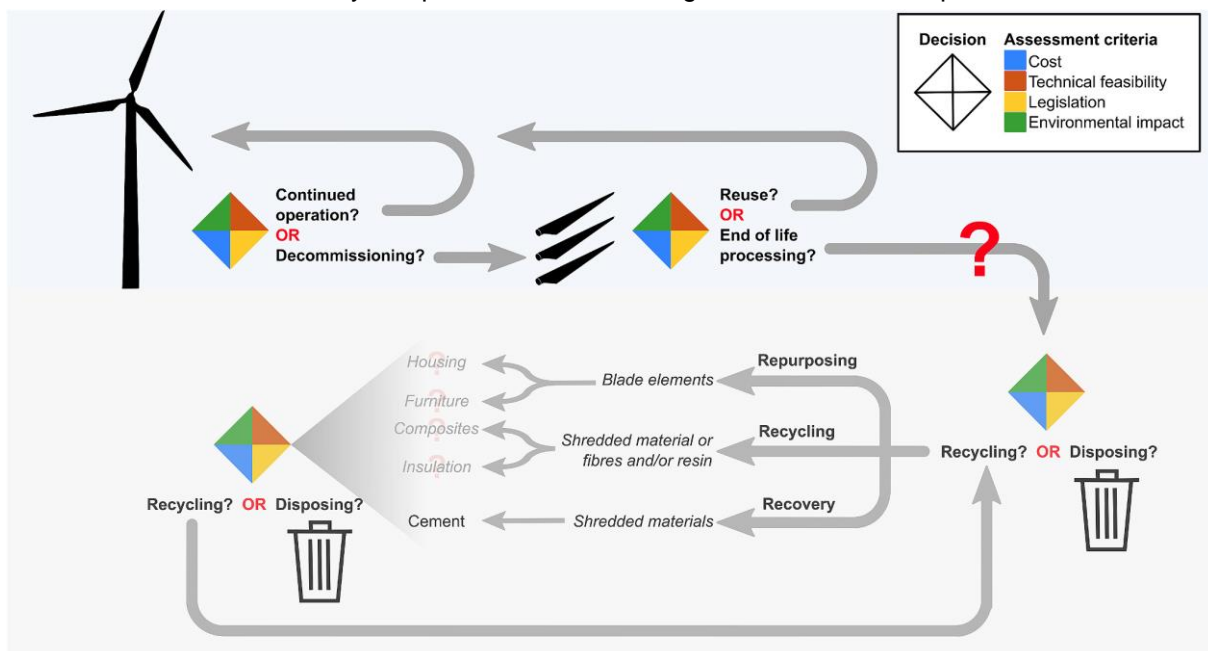 Decision
Assessment criteria
Cost
Technical feasibility
Legislation
Environmental impact
Continued
operation?
OR
Decommissioning?
Reuse?
OR
End of life
processing?
?
Housing
Furniture
Composites
Insulation
Cement
Blade elements
Shredded material or
fibres and/or resin
Shredded materials
Repurposing
Recycling
Recovery
Recycling? OR Disposing?
Recycling? OR Disposing?